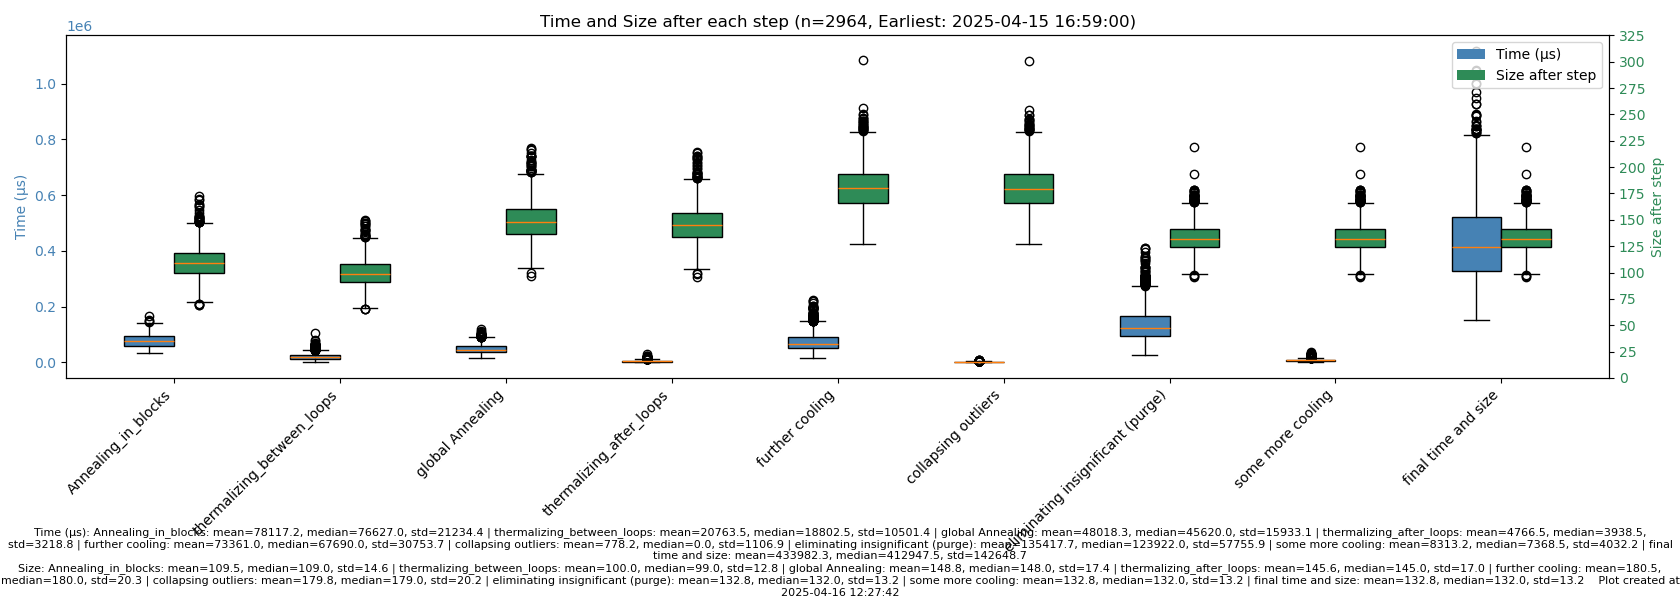 Time and Size after each step (n=2964, Earliest: 2025-04-15 16:59:00)
1e6
1.0
0.8
0.6
0.4
0.2
0.0
Time (µs)
Time (µs)
Size after step
325
300
275
250
225
200
175
150
125
100
75
50
25
0
Size after step
Annealing_in_blocks
thermalizing_between_loops
global Annealing
thermalizing_after_loops
further cooling
collapsing outliers
eliminating insignificant (purge)
some more cooling
final time and size
Time (µs): Annealing_in_blocks: mean=78117.2, median=76627.0, std=21234.4 | thermalizing_between_loops: mean=20763.5, median=18802.5, std=10501.4 | global Annealing: mean=48018.3, median=45620.0, std=15933.1 | thermalizing_after_loops: mean=4766.5, median=3938.5,
std=3218.8 | further cooling: mean=73361.0, median=67690.0, std=30753.7 | collapsing outliers: mean=778.2, median=0.0, std=1106.9 | eliminating insignificant (purge): mean=135417.7, median=123922.0, std=57755.9 | some more cooling: mean=8313.2, median=7368.5, std=4032.2 | final
time and size: mean=433982.3, median=412947.5, std=142648.7
Size: Annealing_in_blocks: mean=109.5, median=109.0, std=14.6 | thermalizing_between_loops: mean=100.0, median=99.0, std=12.8 | global Annealing: mean=148.8, median=148.0, std=17.4 | thermalizing_after_loops: mean=145.6, median=145.0, std=17.0 | further cooling: mean=180.5,
median=180.0, std=20.3 | collapsing outliers: mean=179.8, median=179.0, std=20.2 | eliminating insignificant (purge): mean=132.8, median=132.0, std=13.2 | some more cooling: mean=132.8, median=132.0, std=13.2 | final time and size: mean=132.8, median=132.0, std=13.2    Plot created at
2025-04-16 12:27:42